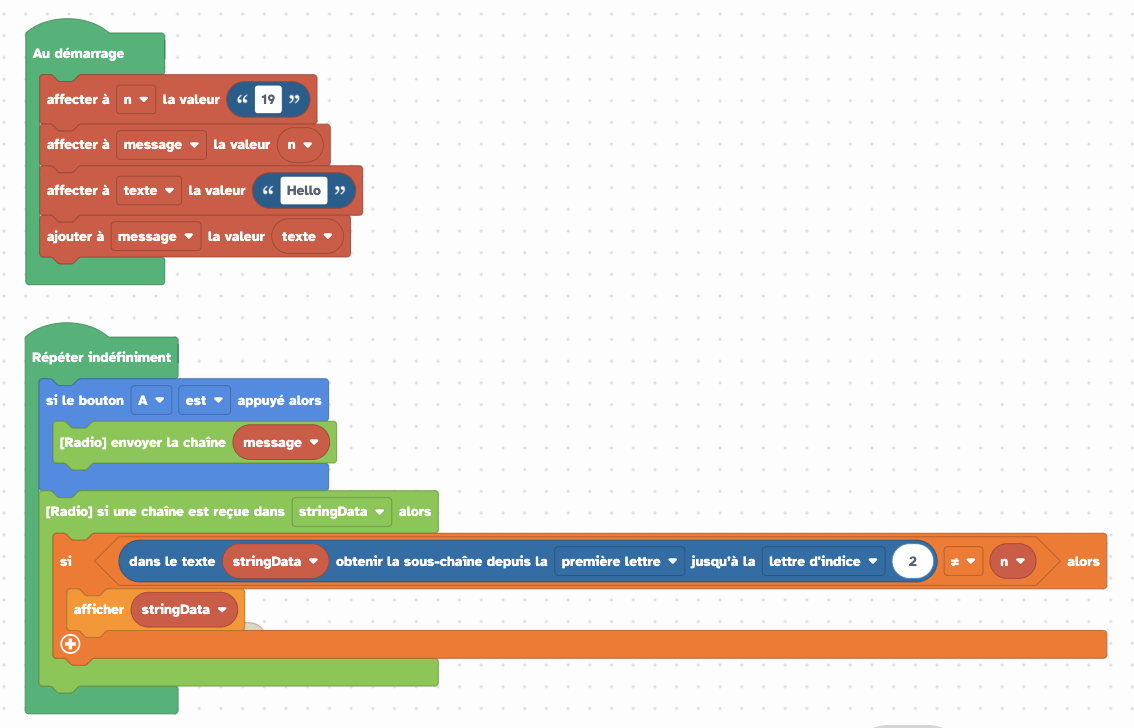 Au démarrage
affecter à n la valeur “ 19 ”
affecter à message la valeur n
affecter à texte la valeur “ Hello ”
ajouter à message la valeur texte
Répéter indéfiniment
si le bouton A est appuyé alors
[Radio] envoyer la chaîne message
[Radio] si une chaîne est reçue dans stringData alors
si dans le texte stringData obtenir la sous-chaîne depuis la première lettre jusqu'à la lettre d'indice 2 ≠ n alors
afficher stringData